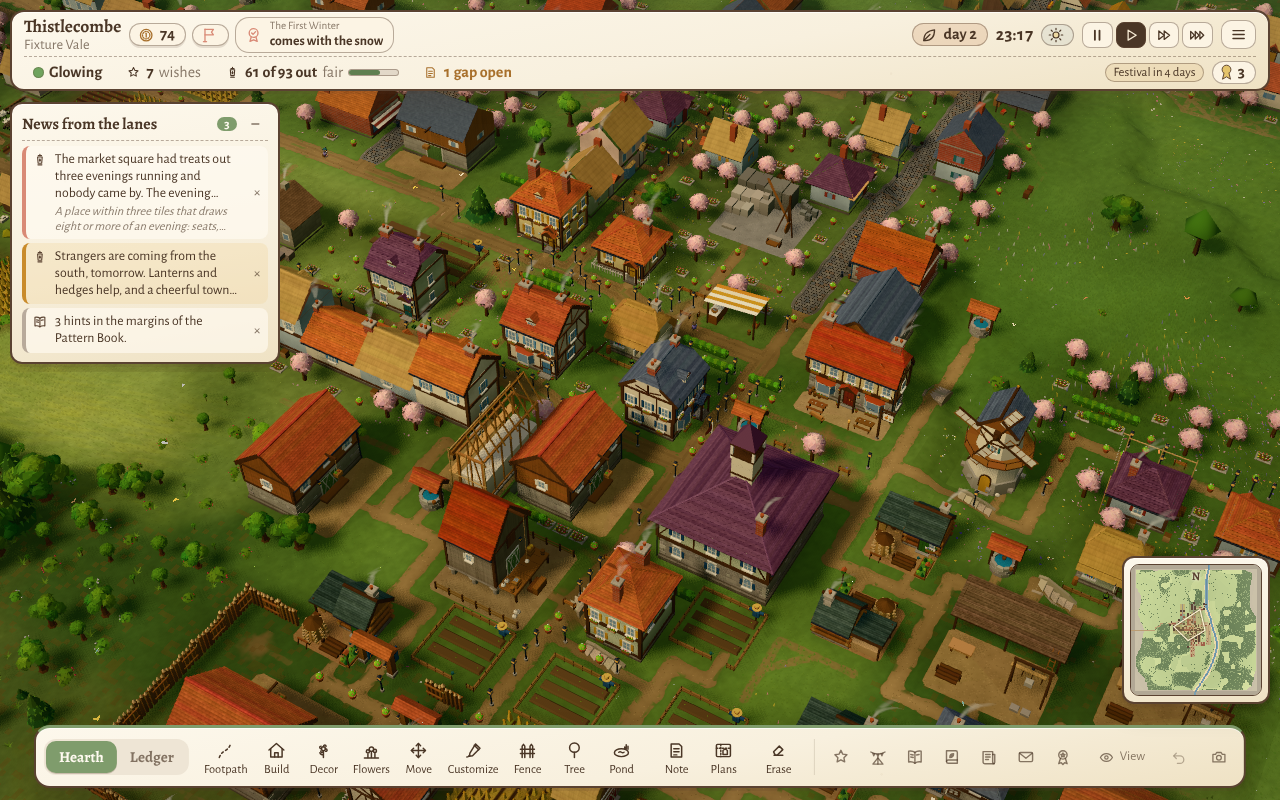 Thistlecombe
Fixture Vale
74
The First Winter
comes with the snow
day 2
23:17
Glowing
7 wishes
61 of 93 out fair
1 gap open
Festival in 4 days
3
News from the lanes
3
The market square had treats out
three evenings running and
nobody came by. The evening…
A place within three tiles that draws
eight or more of an evening: seats,…
Strangers are coming from the
south, tomorrow. Lanterns and
hedges help, and a cheerful town…
3 hints in the margins of the
Pattern Book.
N
Hearth
Ledger
Footpath
Build
Decor
Flowers
Move
Customize
Fence
Tree
Pond
Note
Plans
Erase
View